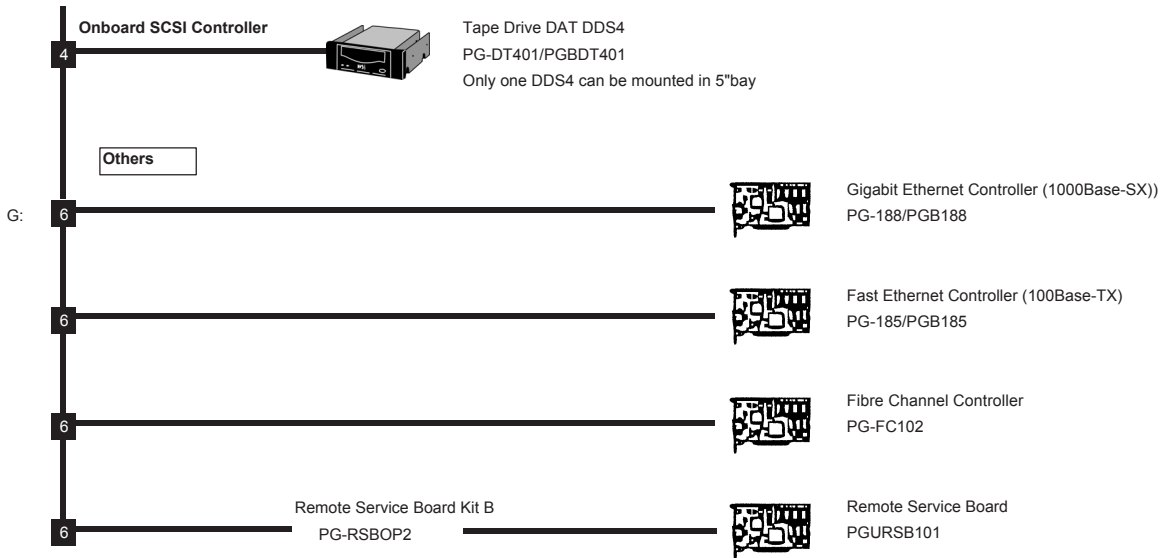 Onboard SCSI Controller
4
Tape Drive DAT DDS4
PG-DT401/PGBDT401
Only one DDS4 can be mounted in 5"bay
Others
G:
6
Gigabit Ethernet Controller (1000Base-SX))
PG-188/PGB188
6
Fast Ethernet Controller (100Base-TX)
PG-185/PGB185
6
Fibre Channel Controller
PG-FC102
6
Remote Service Board Kit B
PG-RSBOP2
Remote Service Board
PGURSB101